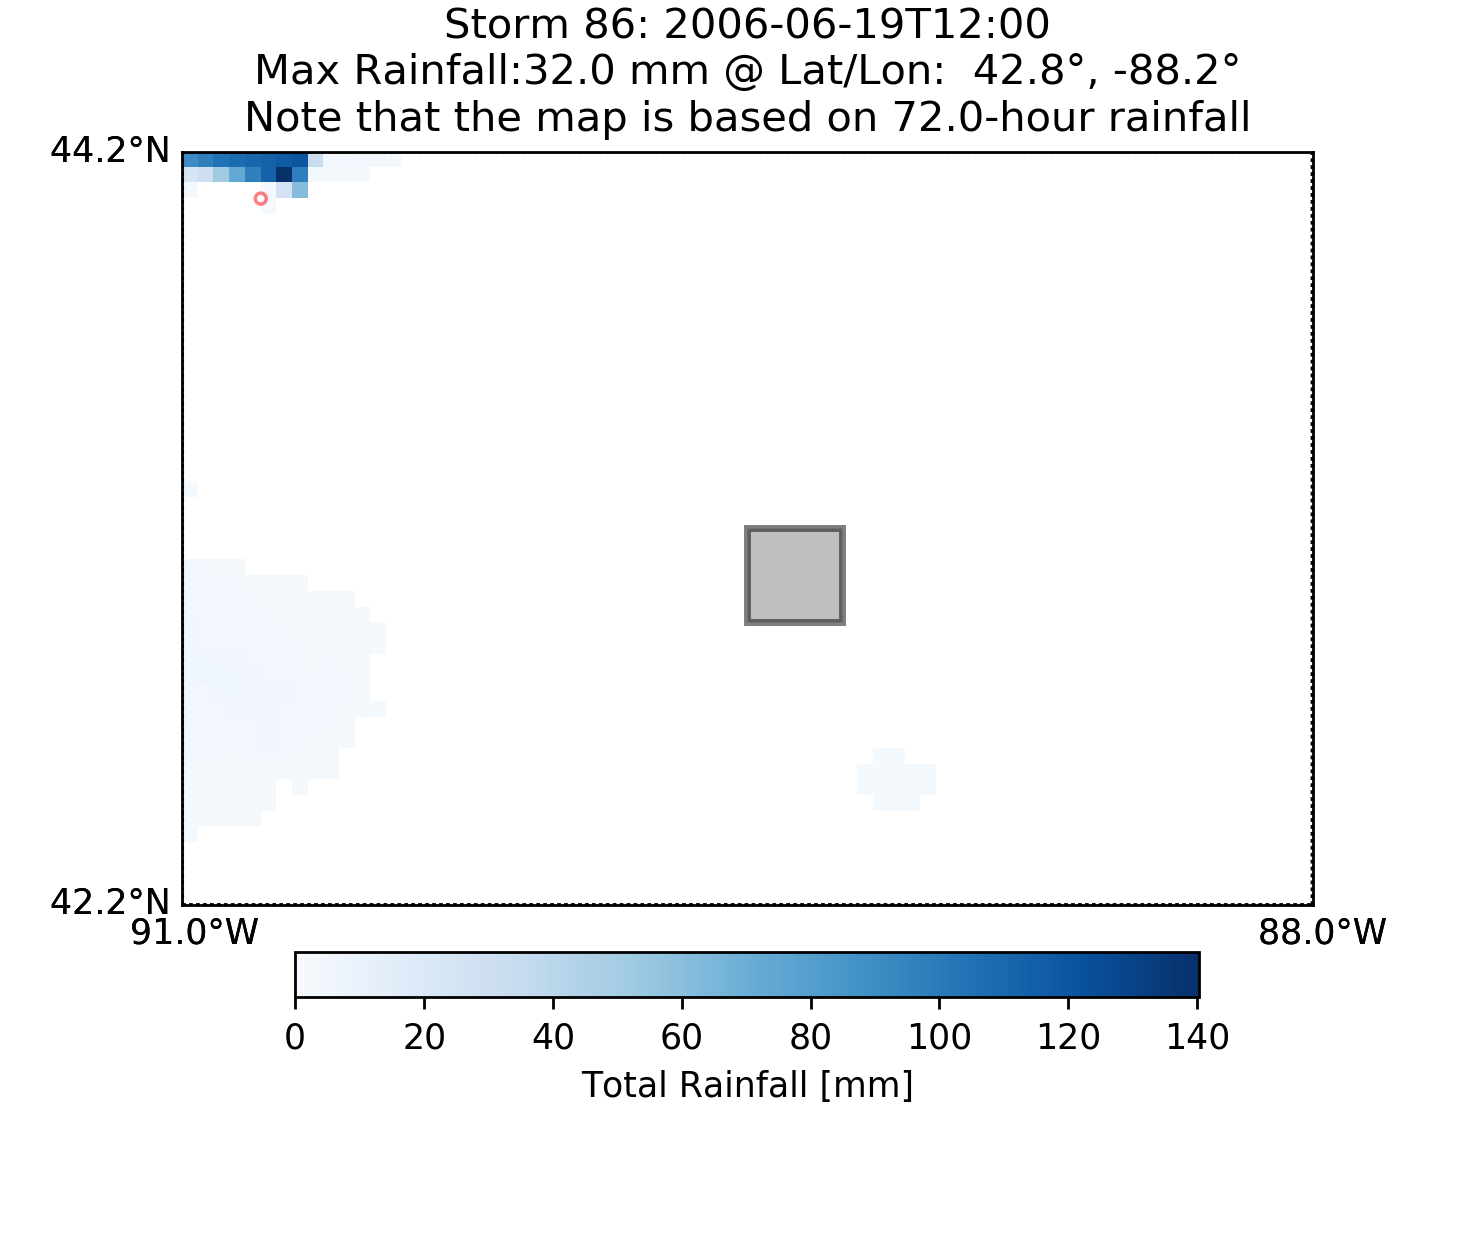 Storm 86: 2006-06-19T12:00
Max Rainfall:32.0 mm @ Lat/Lon:  42.8°, -88.2°
Note that the map is based on 72.0-hour rainfall
44.2°N
42.2°N
91.0°W 88.0°W
0 20 40 60 80 100 120 140
Total Rainfall [mm]